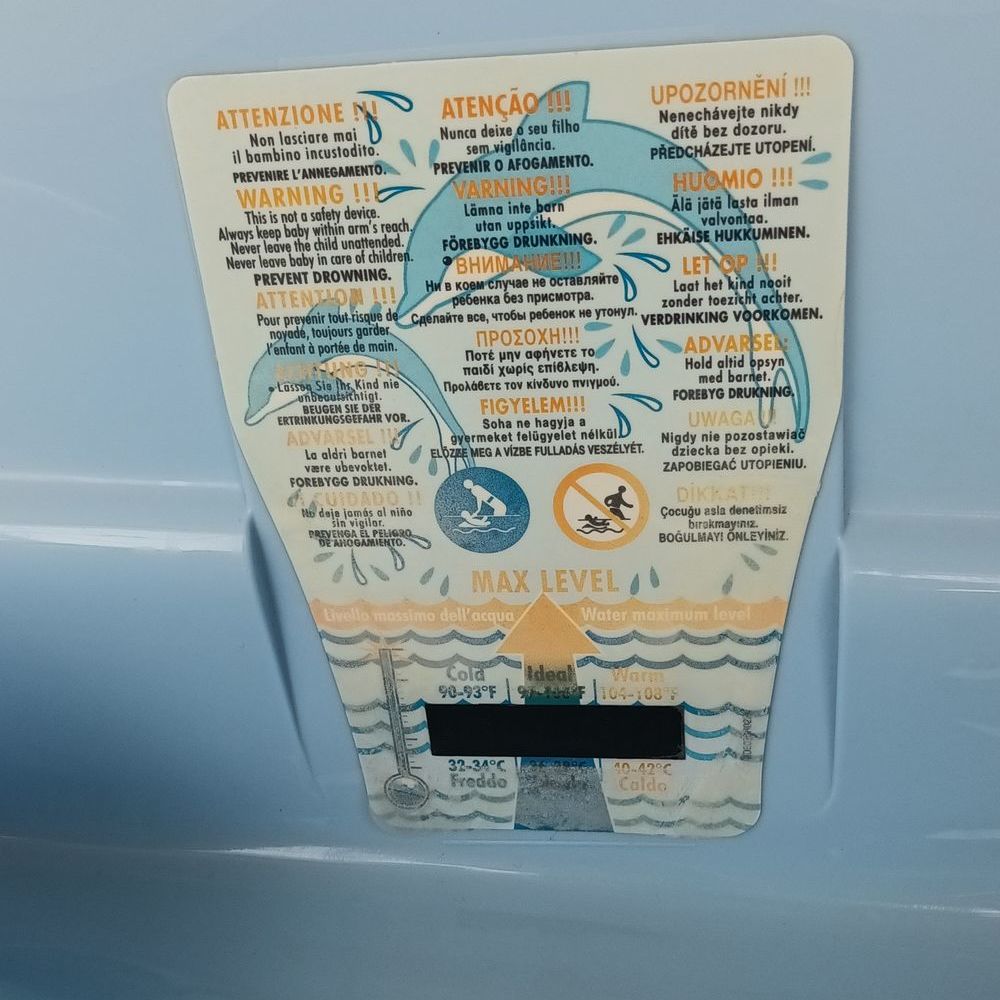 ATTENZIONE !!!
Non lasciare mai
il bambino incustodito.
PREVENIRE L'ANNEGAMENTO.
WARNING !!!
This is not a safety device.
Always keep baby within arm's reach.
Never leave the child unattended.
Never leave baby in care of children.
PREVENT DROWNING.
ATTENTION !!!
Pour prevenir tout risque de
noyade, toujours garder
l'enfant à portée de main.
ACHTUNG !!!
Lassen Sie Ihr Kind nie
unbeaufsichtigt.
BEUGEN SIE DER
ERTRINKUNGSGEFAHR VOR.
ADVARSEL !!!
La aldri barnet
være ubevoktet.
FOREBYGG DRUKNING.
CUIDADO !!
No deje jamás al niño
sin vigilar.
PREVENGA EL PELIGRO
DE AHOGAMIENTO.
ATENÇÃO !!!
Nunca deixe o seu filho
sem vigilância.
PREVENIR O AFOGAMENTO.
VARNING!!!
Lämna inte barn
utan uppsikt.
FÖREBYGG DRUNKNING.
ВНИМАНИЕ!!!
Ни в коем случае не оставляйте
ребенка без присмотра.
Сделайте все, чтобы ребенок не утонул.
ΠΡΟΣΟΧΗ!!!
Ποτέ μην αφήνετε το
παιδί χωρίς επίβλεψη.
Προλάβετε τον κίνδυνο πνιγμού.
FIGYELEM!!!
Soha ne hagyja a
gyermeket felügyelet nélkül.
ELŐZZE MEG A VÍZBE FULLADÁS VESZÉLYÉT.
UPOZORNĚNÍ !!!
Nenechávejte nikdy
dítě bez dozoru.
PŘEDCHÁZEJTE UTOPENÍ.
HUOMIO !!!
Älä jätä lasta ilman
valvontaa.
EHKÄISE HUKKUMINEN.
LET OP !!!
Laat het kind nooit
zonder toezicht achter.
VERDRINKING VOORKOMEN.
ADVARSEL:
Hold altid opsyn
med barnet.
FOREBYG DRUKNING.
UWAGA !!
Nigdy nie pozostawiać
dziecka bez opieki.
ZAPOBIEGAĆ UTOPIENIU.
DİKKAT!!!
Çocuğu asla denetimsiz
bırakmayınız.
BOĞULMAYI ÖNLEYİNİZ.
MAX LEVEL
Livello massimo dell'acqua Water maximum level
Cold Ideal Warm
90-93°F 104-108°F
32-34°C 40-42°C
Freddo Caldo